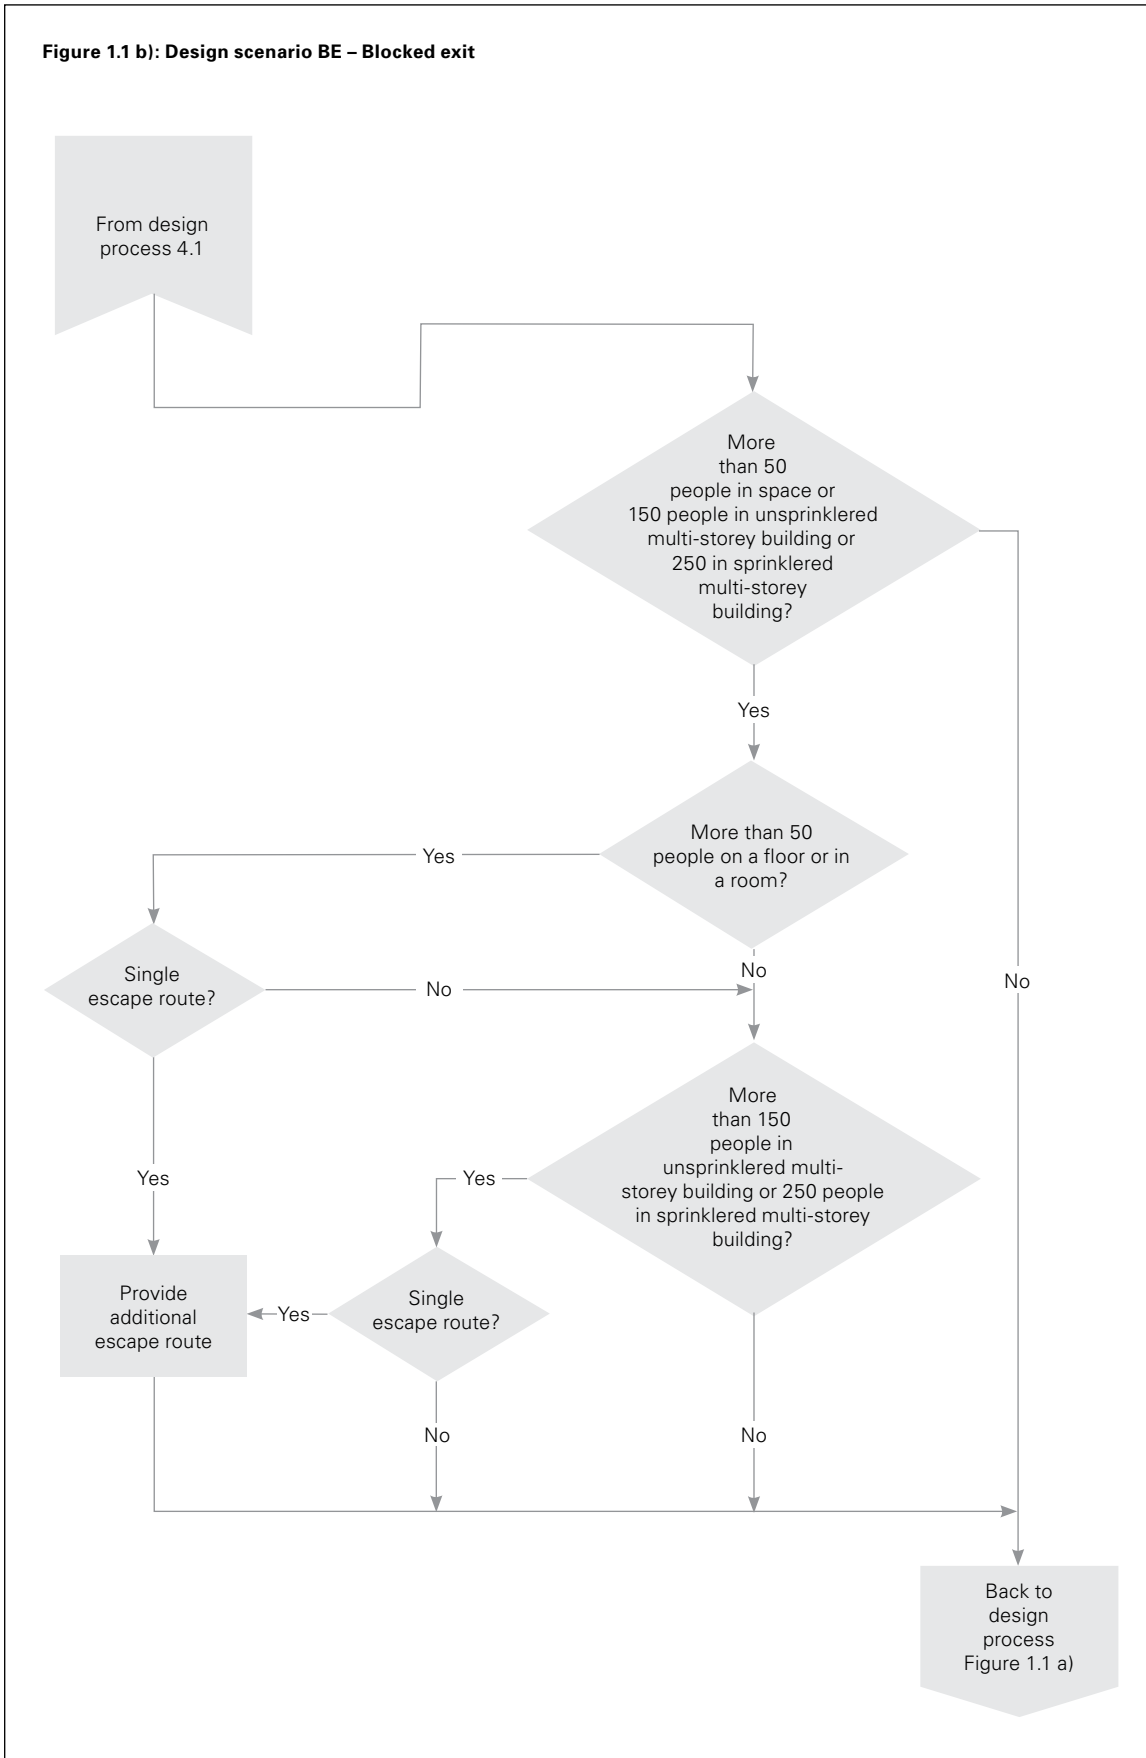 Figure 1.1 b): Design scenario BE – Blocked exit
From design
process 4.1
More
than 50
people in space or
150 people in unsprinklered
multi-storey building or
250 in sprinklered
multi-storey
building?
Yes
No
More than 50
people on a floor or in
a room?
Yes
No
Single
escape route?
No
Yes
More
than 150
people in
unsprinklered multi-
storey building or 250 people
in sprinklered multi-storey
building?
Yes
No
Single
escape route?
Yes
No
Provide
additional
escape route
Back to
design
process
Figure 1.1 a)